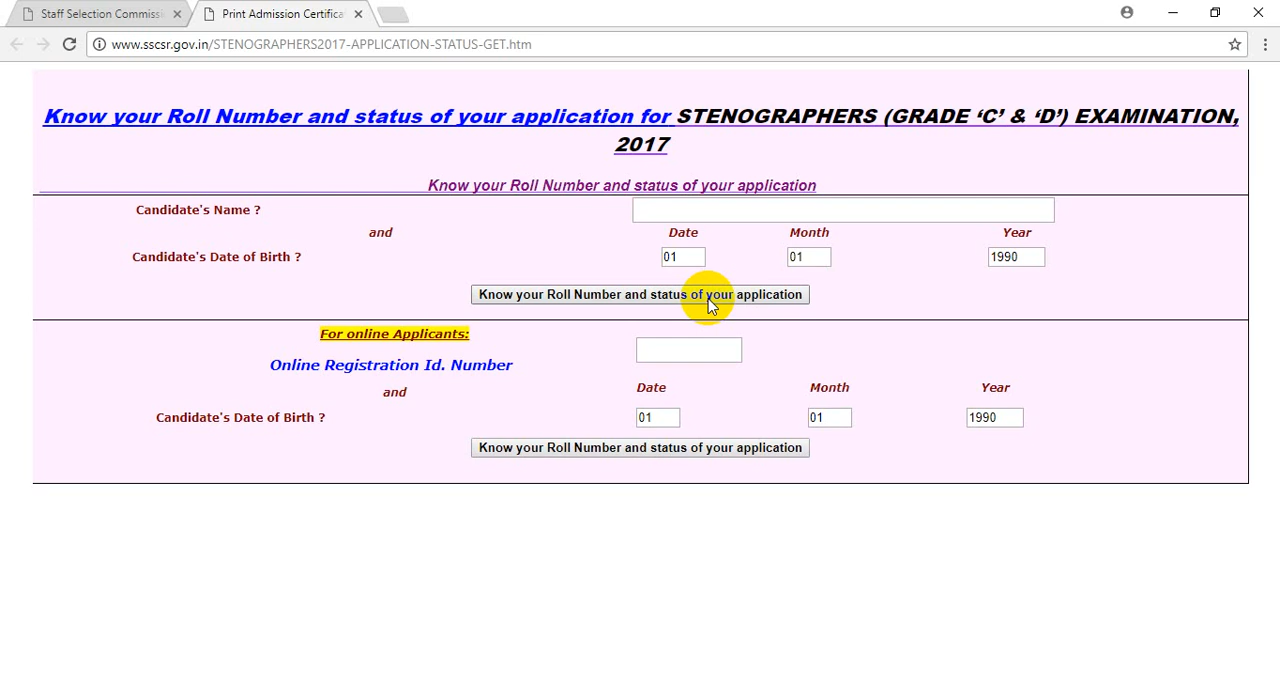 Staff Selection Commissi
Print Admission Certifica
www.sscsr.gov.in/STENOGRAPHERS2017-APPLICATION-STATUS-GET.htm
Know your Roll Number and status of your application for STENOGRAPHERS (GRADE ‘C’ & ‘D’) EXAMINATION,
2017
Know your Roll Number and status of your application
Candidate's Name ?
and Date Month Year
Candidate's Date of Birth ? 01 01 1990
Know your Roll Number and status of your application
For online Applicants:
Online Registration Id. Number
and Date Month Year
Candidate's Date of Birth ? 01 01 1990
Know your Roll Number and status of your application